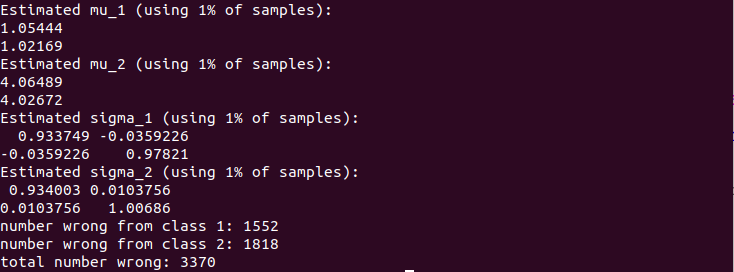 Estimated mu_1 (using 1% of samples):
1.05444
1.02169
Estimated mu_2 (using 1% of samples):
4.06489
4.02672
Estimated sigma_1 (using 1% of samples):
  0.933749 -0.0359226
-0.0359226    0.97821
Estimated sigma_2 (using 1% of samples):
 0.934003 0.0103756
0.0103756   1.00686
number wrong from class 1: 1552
number wrong from class 2: 1818
total number wrong: 3370